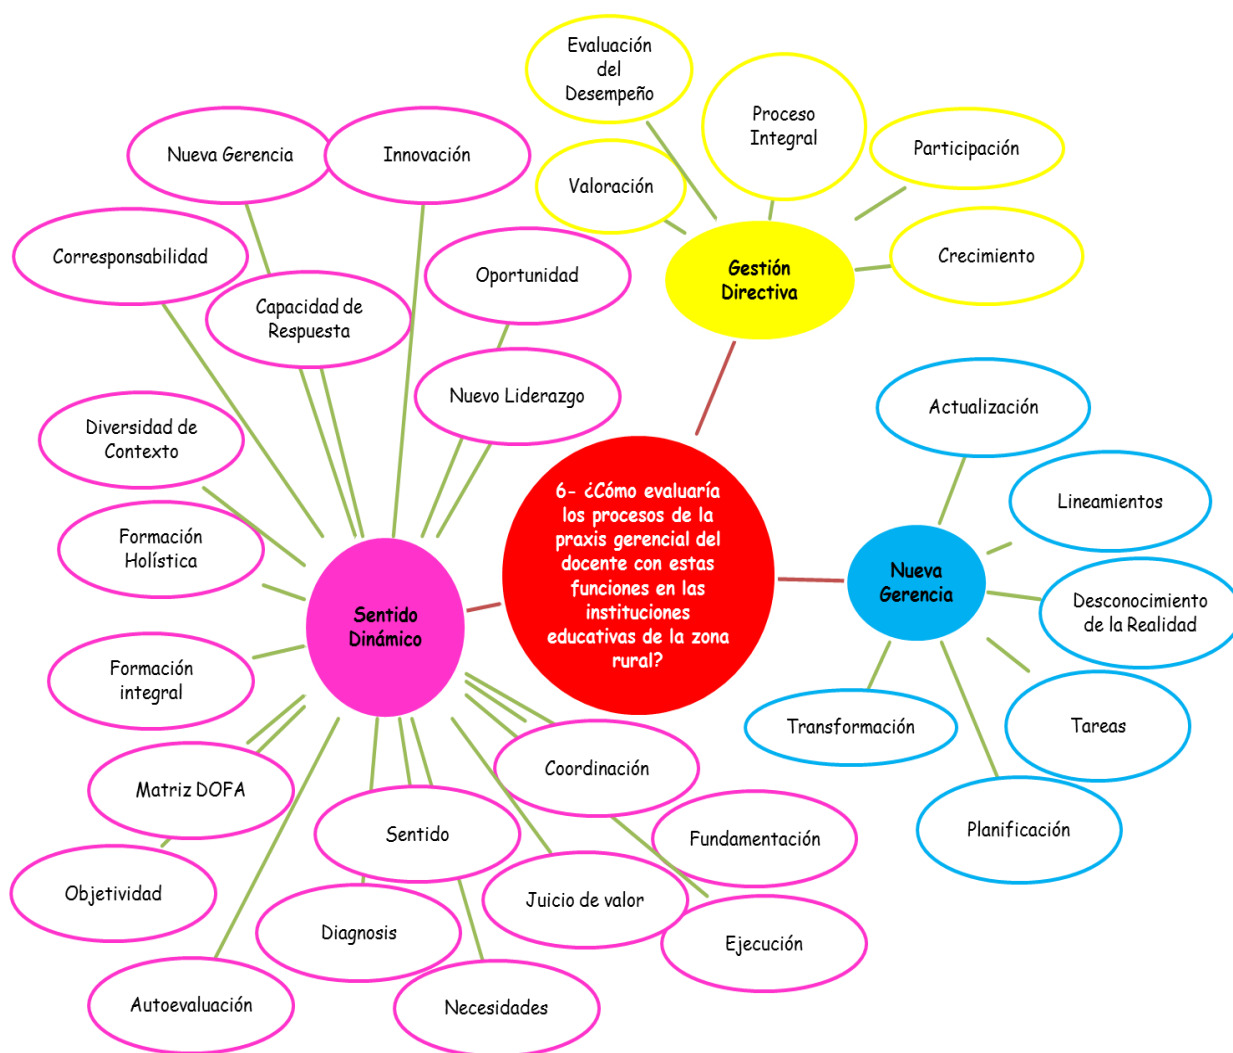 Evaluación
del
Desempeño
Proceso
Integral
Participación
Valoración
Crecimiento
Gestión
Directiva
Nueva Gerencia
Innovación
Corresponsabilidad
Oportunidad
Capacidad de
Respuesta
Nuevo Liderazgo
Diversidad de
Contexto
Formación
Holística
Formación
integral
Sentido
Dinámico
6- ¿Cómo evaluaría
los procesos de la
praxis gerencial del
docente con estas
funciones en las
instituciones
educativas de la zona
rural?
Actualización
Lineamientos
Nueva
Gerencia
Desconocimiento
de la Realidad
Transformación
Tareas
Planificación
Matriz DOFA
Coordinación
Sentido
Fundamentación
Objetividad
Juicio de valor
Diagnosis
Ejecución
Autoevaluación
Necesidades